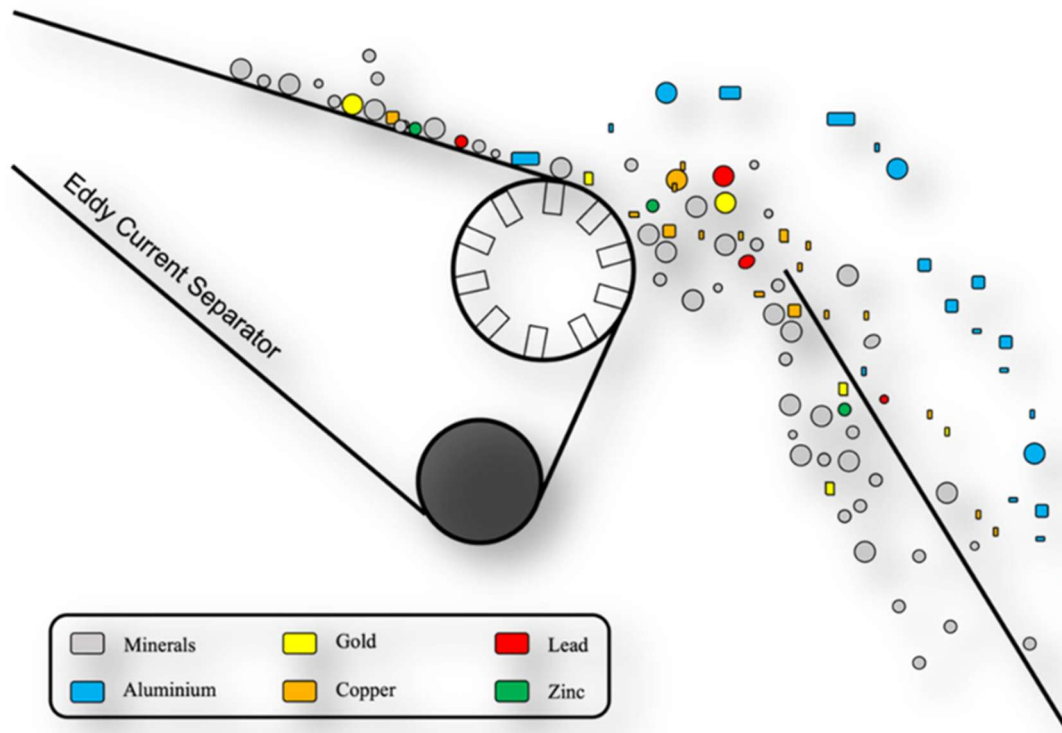 Eddy Current Separator
Minerals
Gold
Lead
Aluminium
Copper
Zinc